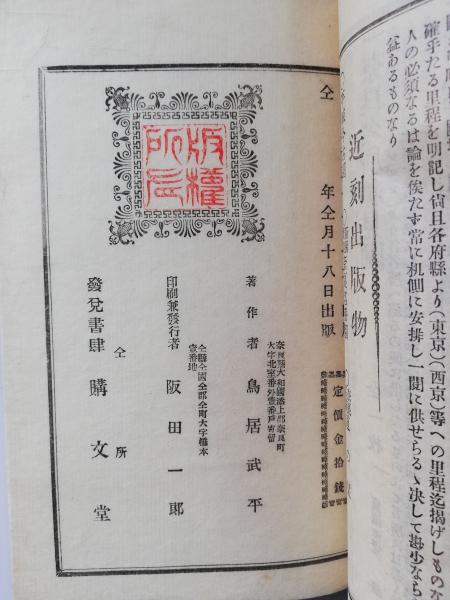 確乎たる里程を明記し尙且各府縣より(東京)(西京)等への里程迄揭げしものな
人の必須なるは論を俟たす常に机側に安排し一閱に供せらるゝ决して尠少なら
益あるものなり
近刻出版物
仝 年仝月十八日出版
定價金拾錢
奈良縣大和國添上郡奈良町
大字北室番外壹番戶寄留
著作者 鳥居武平
仝縣仝國仝郡仝町大字橋本
壹番地
印刷兼發行者 阪田一郎
仝所
發兌書肆 購文堂
版權所有